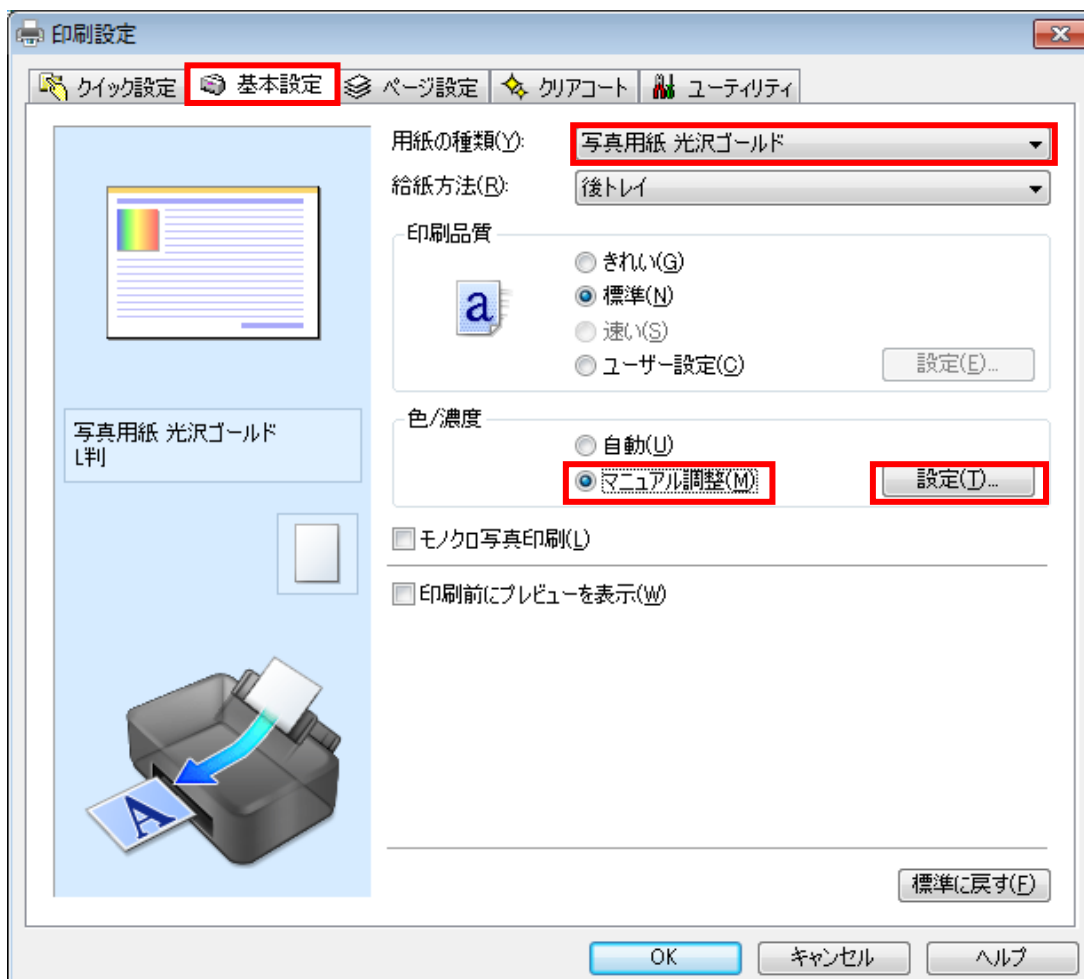 印刷設定
クイック設定 基本設定 ページ設定 クリアコート ユーティリティ
用紙の種類(Y): 写真用紙 光沢ゴールド
給紙方法(R): 後トレイ
印刷品質
a
きれい(G)
標準(N)
速い(S)
ユーザー設定(C) 設定(E)...
写真用紙 光沢ゴールド
L判
色/濃度
自動(U)
マニュアル調整(M) 設定(T)...
モノクロ写真印刷(L)
印刷前にプレビューを表示(W)
A
標準に戻す(F)
OK キャンセル ヘルプ